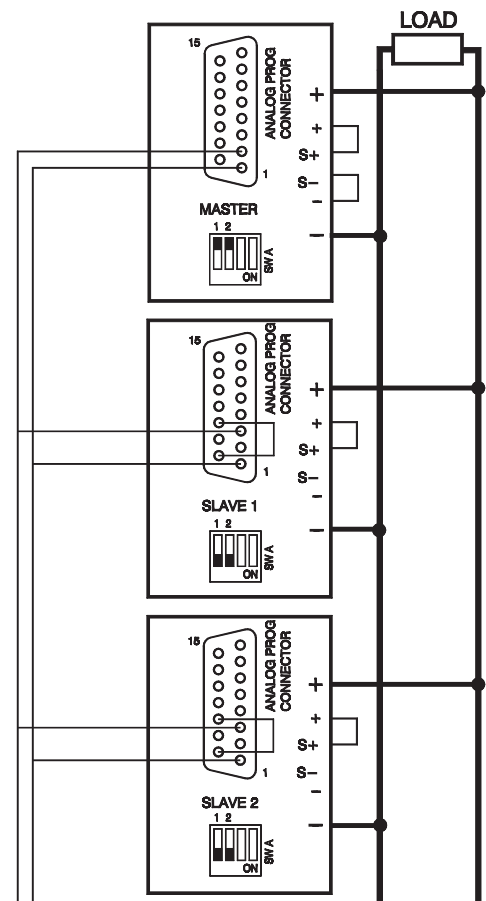 LOAD
15
ANALOG PROG
CONNECTOR
+
+
S+
1
S–
–
MASTER
1 2
–
SW A
ON
15
ANALOG PROG
CONNECTOR
+
+
S+
1
S–
–
SLAVE 1
1 2
–
SW A
ON
15
ANALOG PROG
CONNECTOR
+
+
S+
1
S–
–
SLAVE 2
1 2
–
SW A
ON